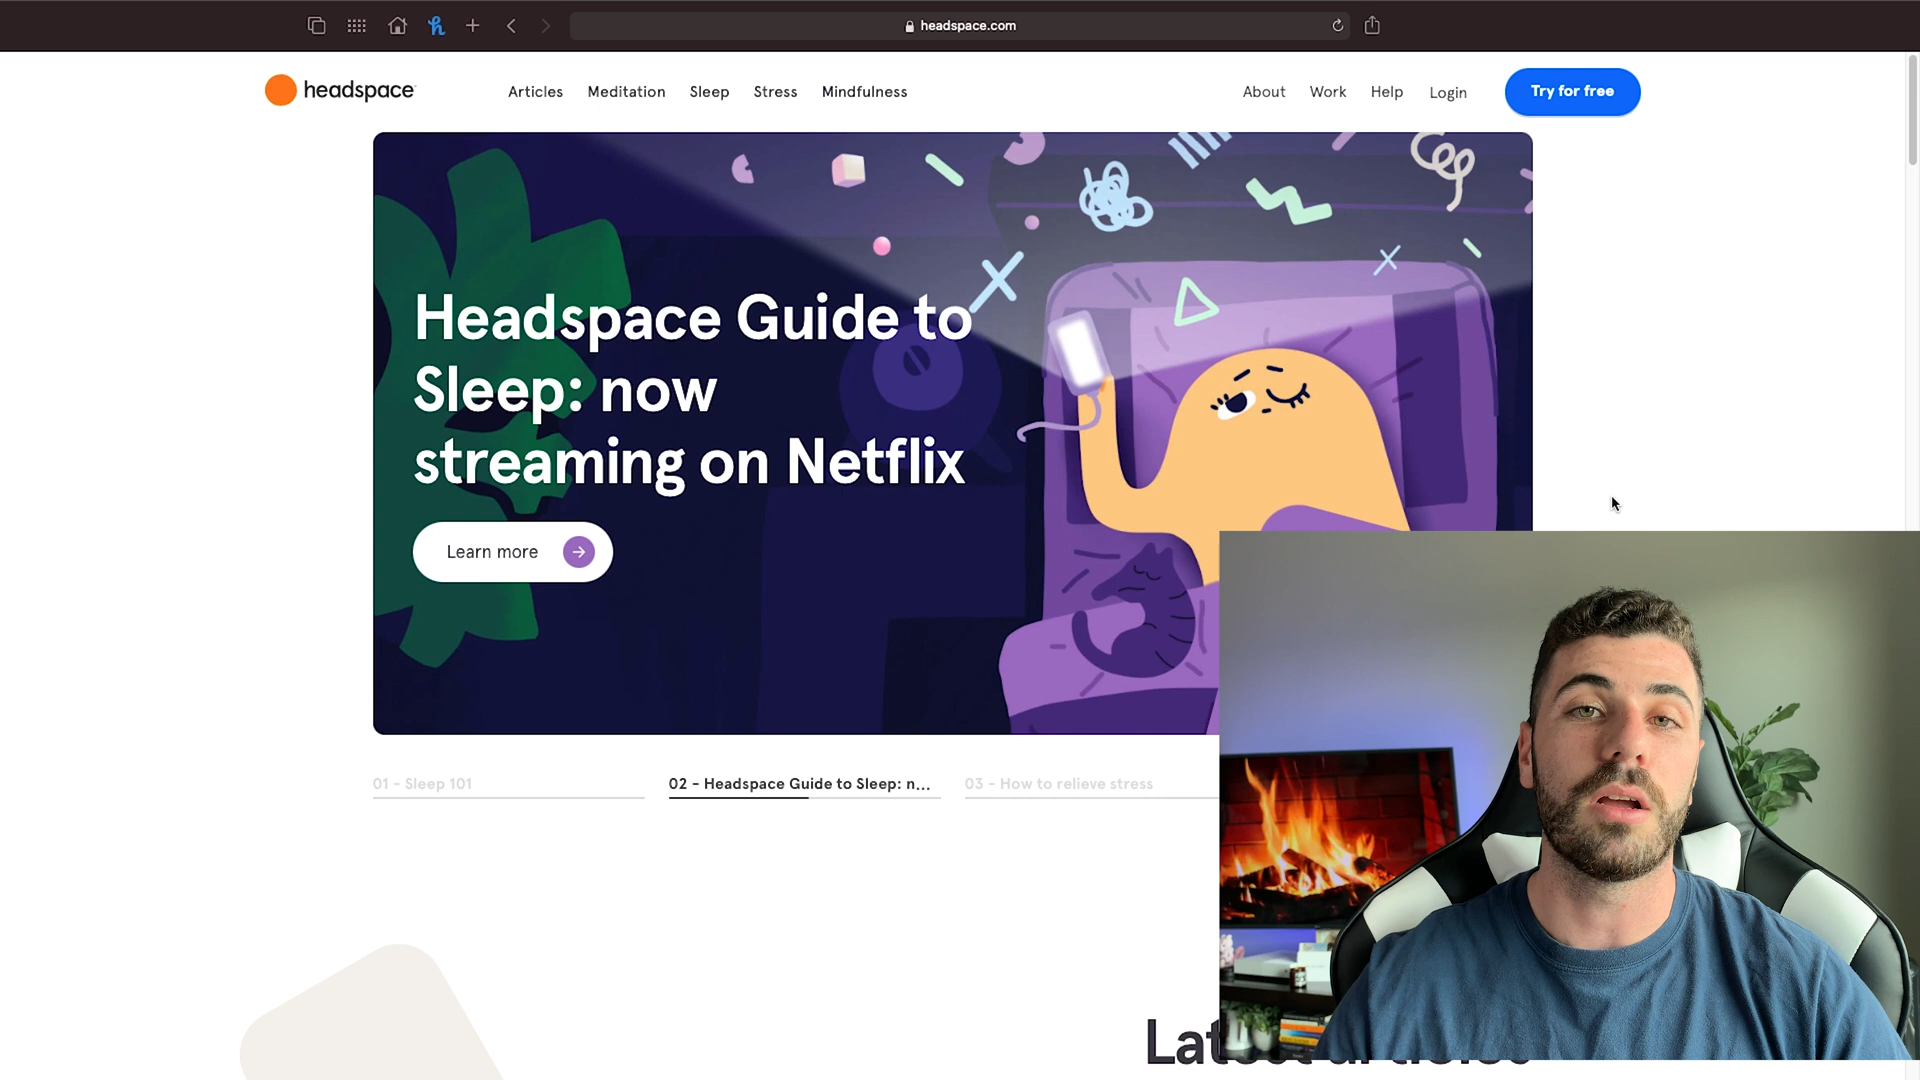 headspace.com
headspace
Articles Meditation Sleep Stress Mindfulness
About Work Help Login Try for free
Headspace Guide to
Sleep: now
streaming on Netflix
Learn more
01 - Sleep 101
02 - Headspace Guide to Sleep: n...
03 - How to relieve stress